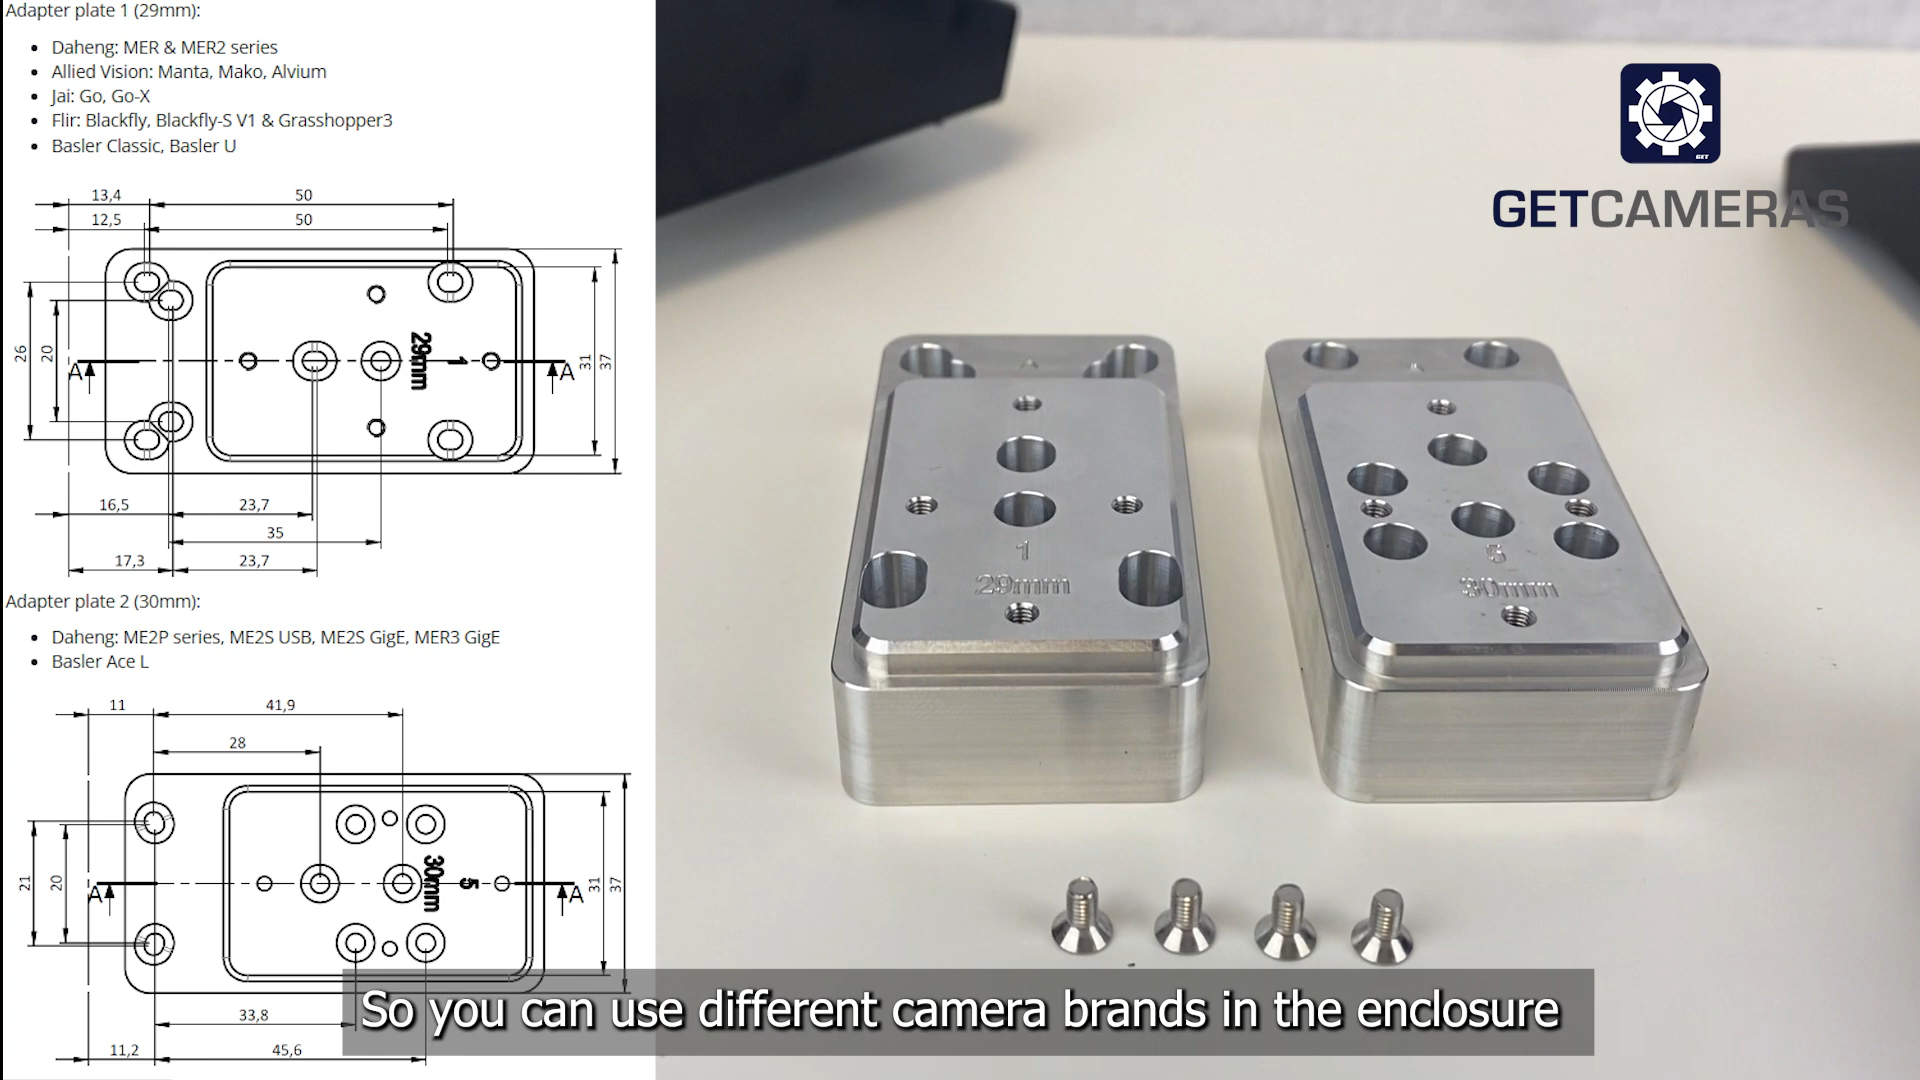 Adapter plate 1 (29mm):
Daheng: MER & MER2 series
Allied Vision: Manta, Mako, Alvium
Jai: Go, Go-X
Flir: Blackfly, Blackfly-S V1 & Grasshopper3
Basler Classic, Basler U
13,4
50
12,5
50
26
20
A
29mm
1
A
31
37
16,5
23,7
35
17,3
23,7
Adapter plate 2 (30mm):
Daheng: ME2P series, ME2S USB, ME2S GigE, MER3 GigE
Basler Ace L
11
41,9
28
21
20
A
30mm
5
A
31
37
33,8
11,2
45,6
GET
GETCAMERAS
A
1
29mm
5
30mm
So you can use different camera brands in the enclosure